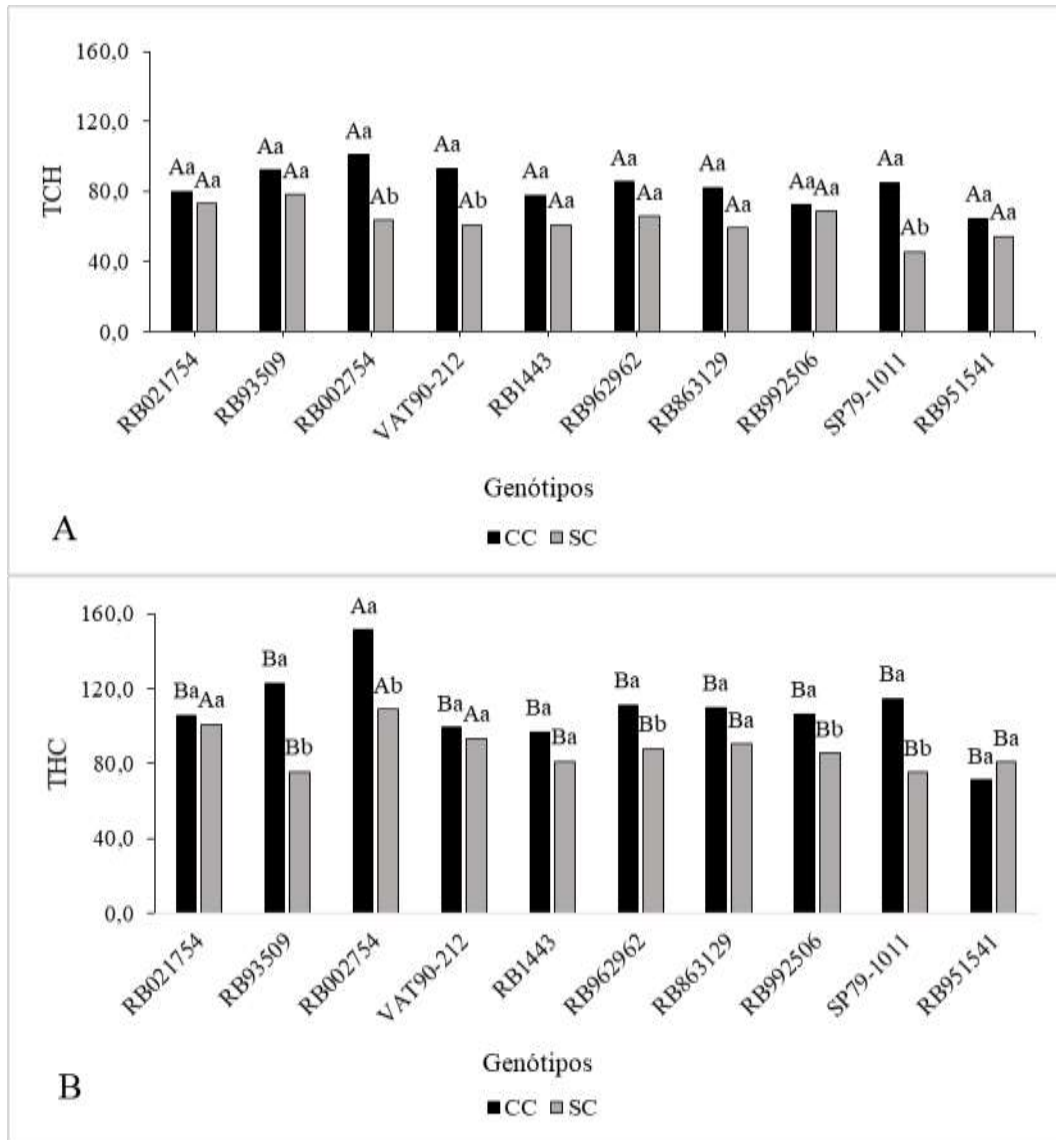 160,0
120,0
80,0
40,0
0,0
TCH
Aa Aa
Aa Aa
Aa Ab
Aa Ab
Aa Aa
Aa Aa
Aa Aa
Aa Aa
Aa Ab
Aa Aa
RB021754
RB93509
RB002754
VAT90-212
RB1443
RB962962
RB863129
RB992506
SP79-1011
RB951541
Genótipos
A
CC SC
160,0
120,0
80,0
40,0
0,0
THC
Ba Aa
Ba Bb
Aa Ab
Ba Aa
Ba Ba
Ba Bb
Ba Ba
Ba Bb
Ba Bb
Ba Ba
RB021754
RB93509
RB002754
VAT90-212
RB1443
RB962962
RB863129
RB992506
SP79-1011
RB951541
Genótipos
B
CC SC